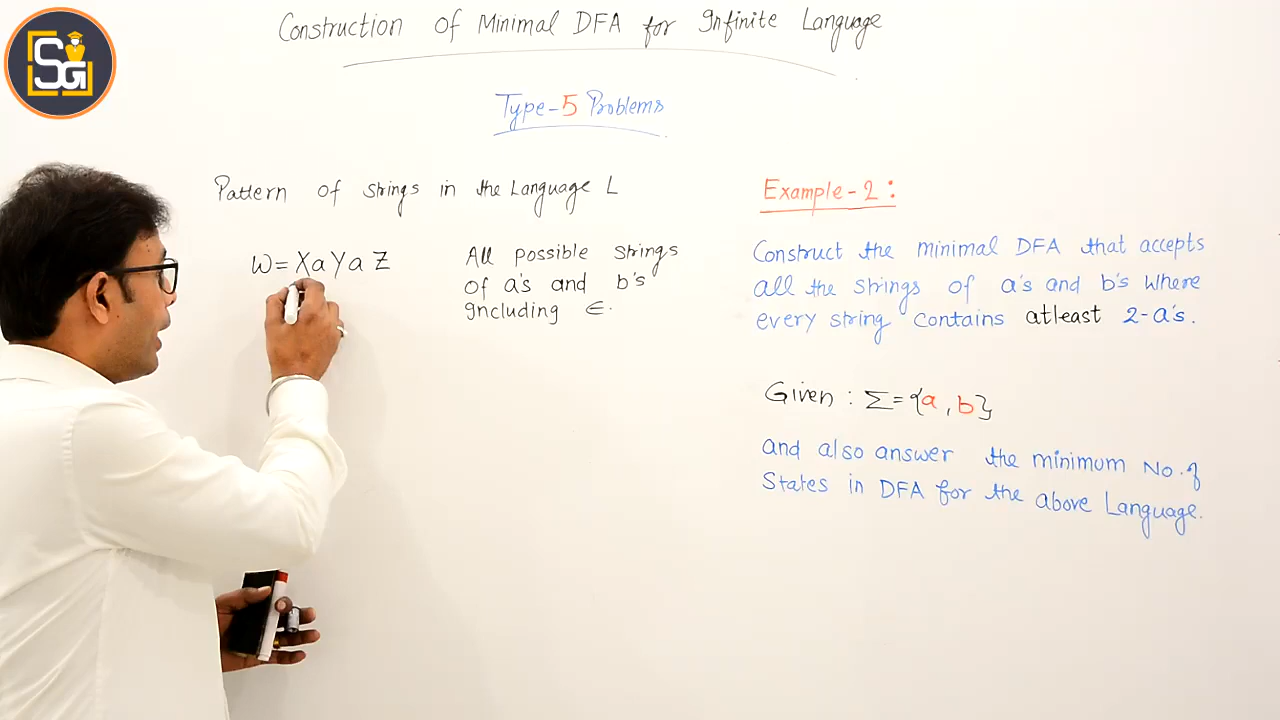 SG
Construction of Minimal DFA for Infinite Language
Type-5 Problems
Pattern of strings in the Language L
W=XaYaZ
All possible strings
of a's and b's
Including ∈.
Example-2:
Construct the minimal DFA that accepts
all the strings of a's and b's where
every string contains atleast 2-a's.
Given : Σ={a,b}
and also answer the minimum No.of
States in DFA for the above Language.